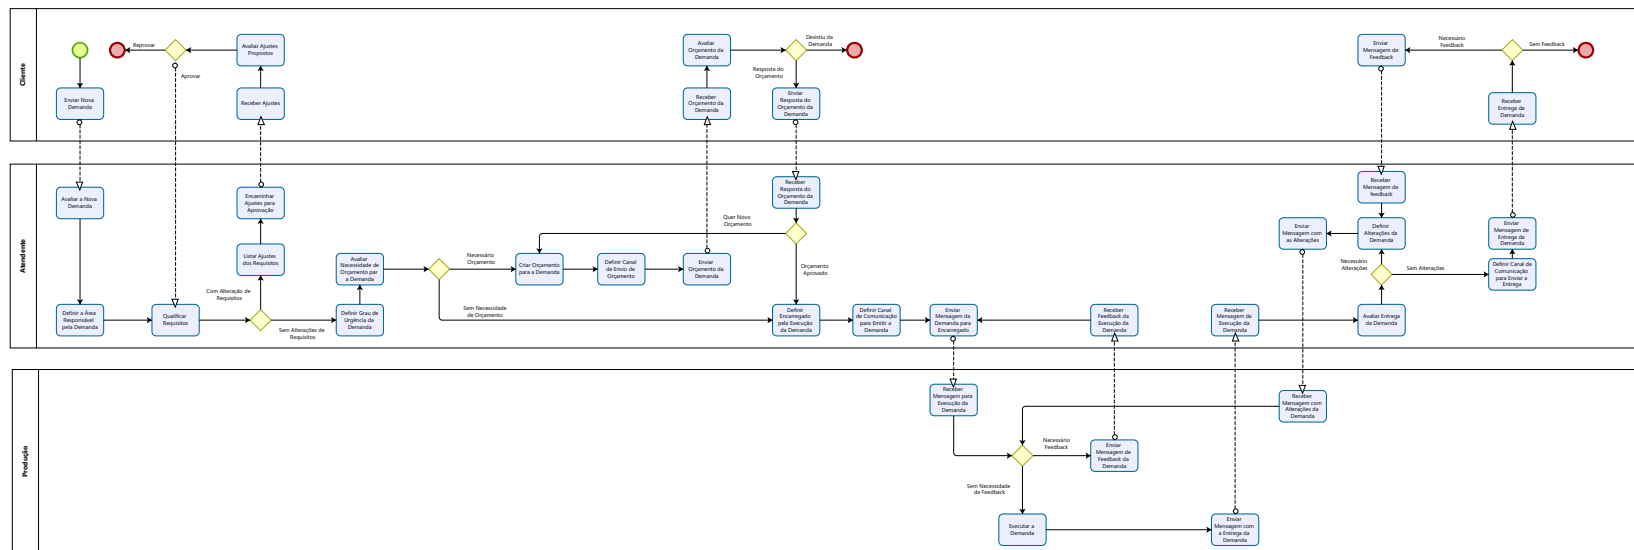 Cliente
Reprovar
Aprovar
Avaliar Ajustes
Propostos
Enviar Nova
Demanda
Receber Ajustes
Avaliar
Orçamento da
Demanda
Desistiu da
Demanda
Resposta do
Orçamento
Receber
Orçamento da
Demanda
Enviar
Resposta do
Orçamento da
Demanda
Enviar
Mensagem de
Feedback
Necessário
Feedback
Sem Feedback
Receber
Entrega da
Demanda
Atendente
Avaliar a Nova
Demanda
Encaminhar
Ajustes para
Aprovação
Listar Ajustes
dos Requisitos
Com Alteração de
Requisitos
Definir a Área
Responsável
pela Demanda
Qualificar
Requisitos
Sem Alterações de
Requisitos
Avaliar
Necessidade de
Orçamento par
a Demanda
Definir Grau de
Urgência da
Demanda
Necessário
Orçamento
Sem Necessidade
de Orçamento
Criar Orçamento
para a Demanda
Definir Canal
de Envio de
Orçamento
Enviar
Orçamento da
Demanda
Quer Novo
Orçamento
Receber
Resposta do
Orçamento da
Demanda
Orçamento
Aprovado
Definir
Encarregado
pela Execução
da Demanda
Definir Canal
de Comunicação
para Emitir a
Demanda
Enviar
Mensagem da
Demanda para
Encarregado
Receber
Feedback da
Execução da
Demanda
Receber
Mensagem da
Execução da
Demanda
Receber
Mensagem de
feedback
Enviar
Mensagem com
as Alterações
Definir
Alterações da
Demanda
Necessário
Alterações
Sem Alterações
Avaliar Entrega
da Demanda
Enviar
Mensagem de
Entrega da
Demanda
Definir Canal de
Comunicação
para Enviar a
Entrega
Produção
Receber
Mensagem para
Execução da
Demanda
Necessário
Feedback
Enviar
Mensagem de
Feedback da
Demanda
Sem Necessidade
de Feedback
Executar a
Demanda
Enviar
Mensagem com
a Entrega da
Demanda
Receber
Mensagem com
Alterações da
Demanda